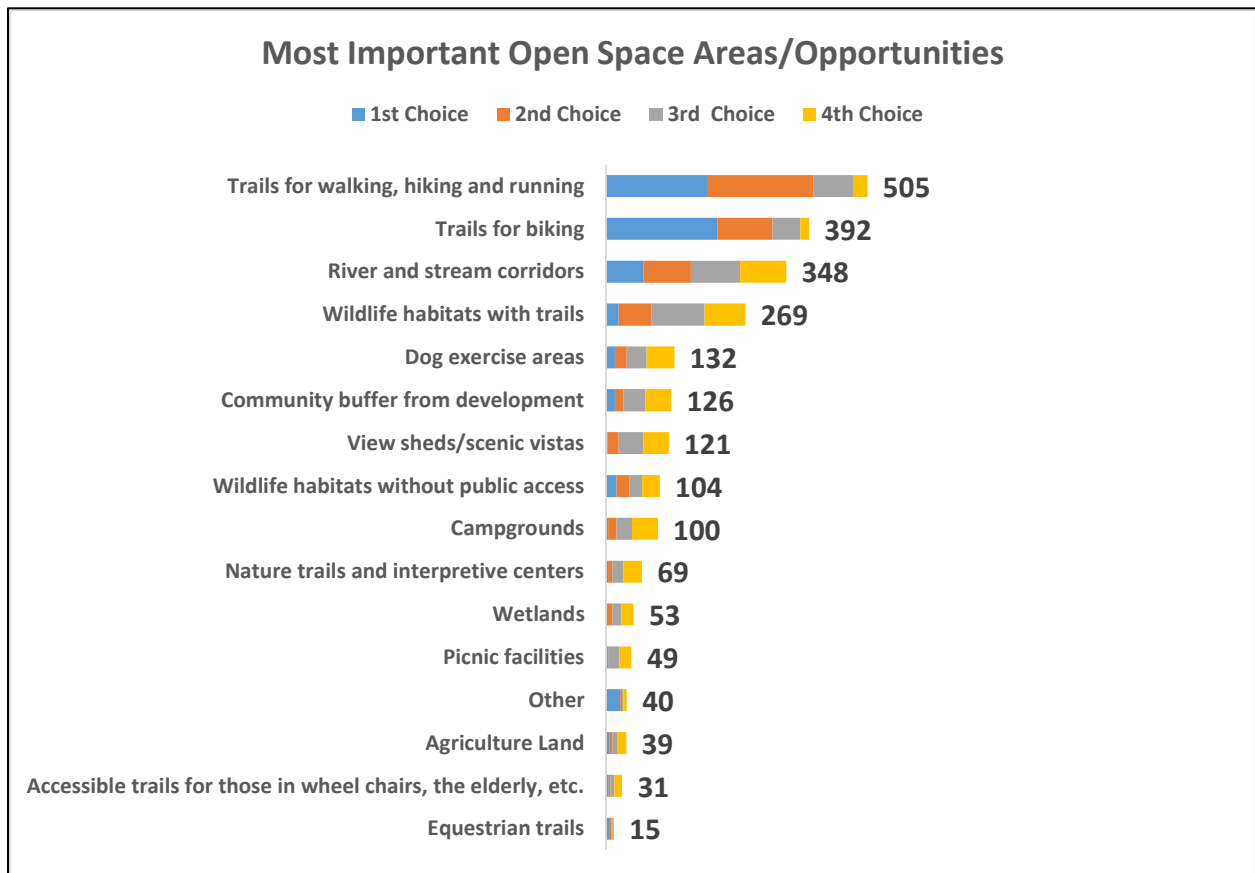 Most Important Open Space Areas/Opportunities
1st Choice 2nd Choice 3rd Choice 4th Choice
Trails for walking, hiking and running 505
Trails for biking 392
River and stream corridors 348
Wildlife habitats with trails 269
Dog exercise areas 132
Community buffer from development 126
View sheds/scenic vistas 121
Wildlife habitats without public access 104
Campgrounds 100
Nature trails and interpretive centers 69
Wetlands 53
Picnic facilities 49
Other 40
Agriculture Land 39
Accessible trails for those in wheel chairs, the elderly, etc. 31
Equestrian trails 15